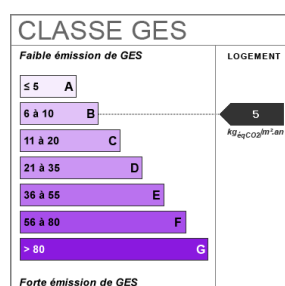 CLASSE GES
Faible émission de GES
LOGEMENT
≤ 5 A
6 à 10 B
5
kgéqCO2/m².an
11 à 20 C
21 à 35 D
36 à 55 E
56 à 80 F
> 80 G
Forte émission de GES